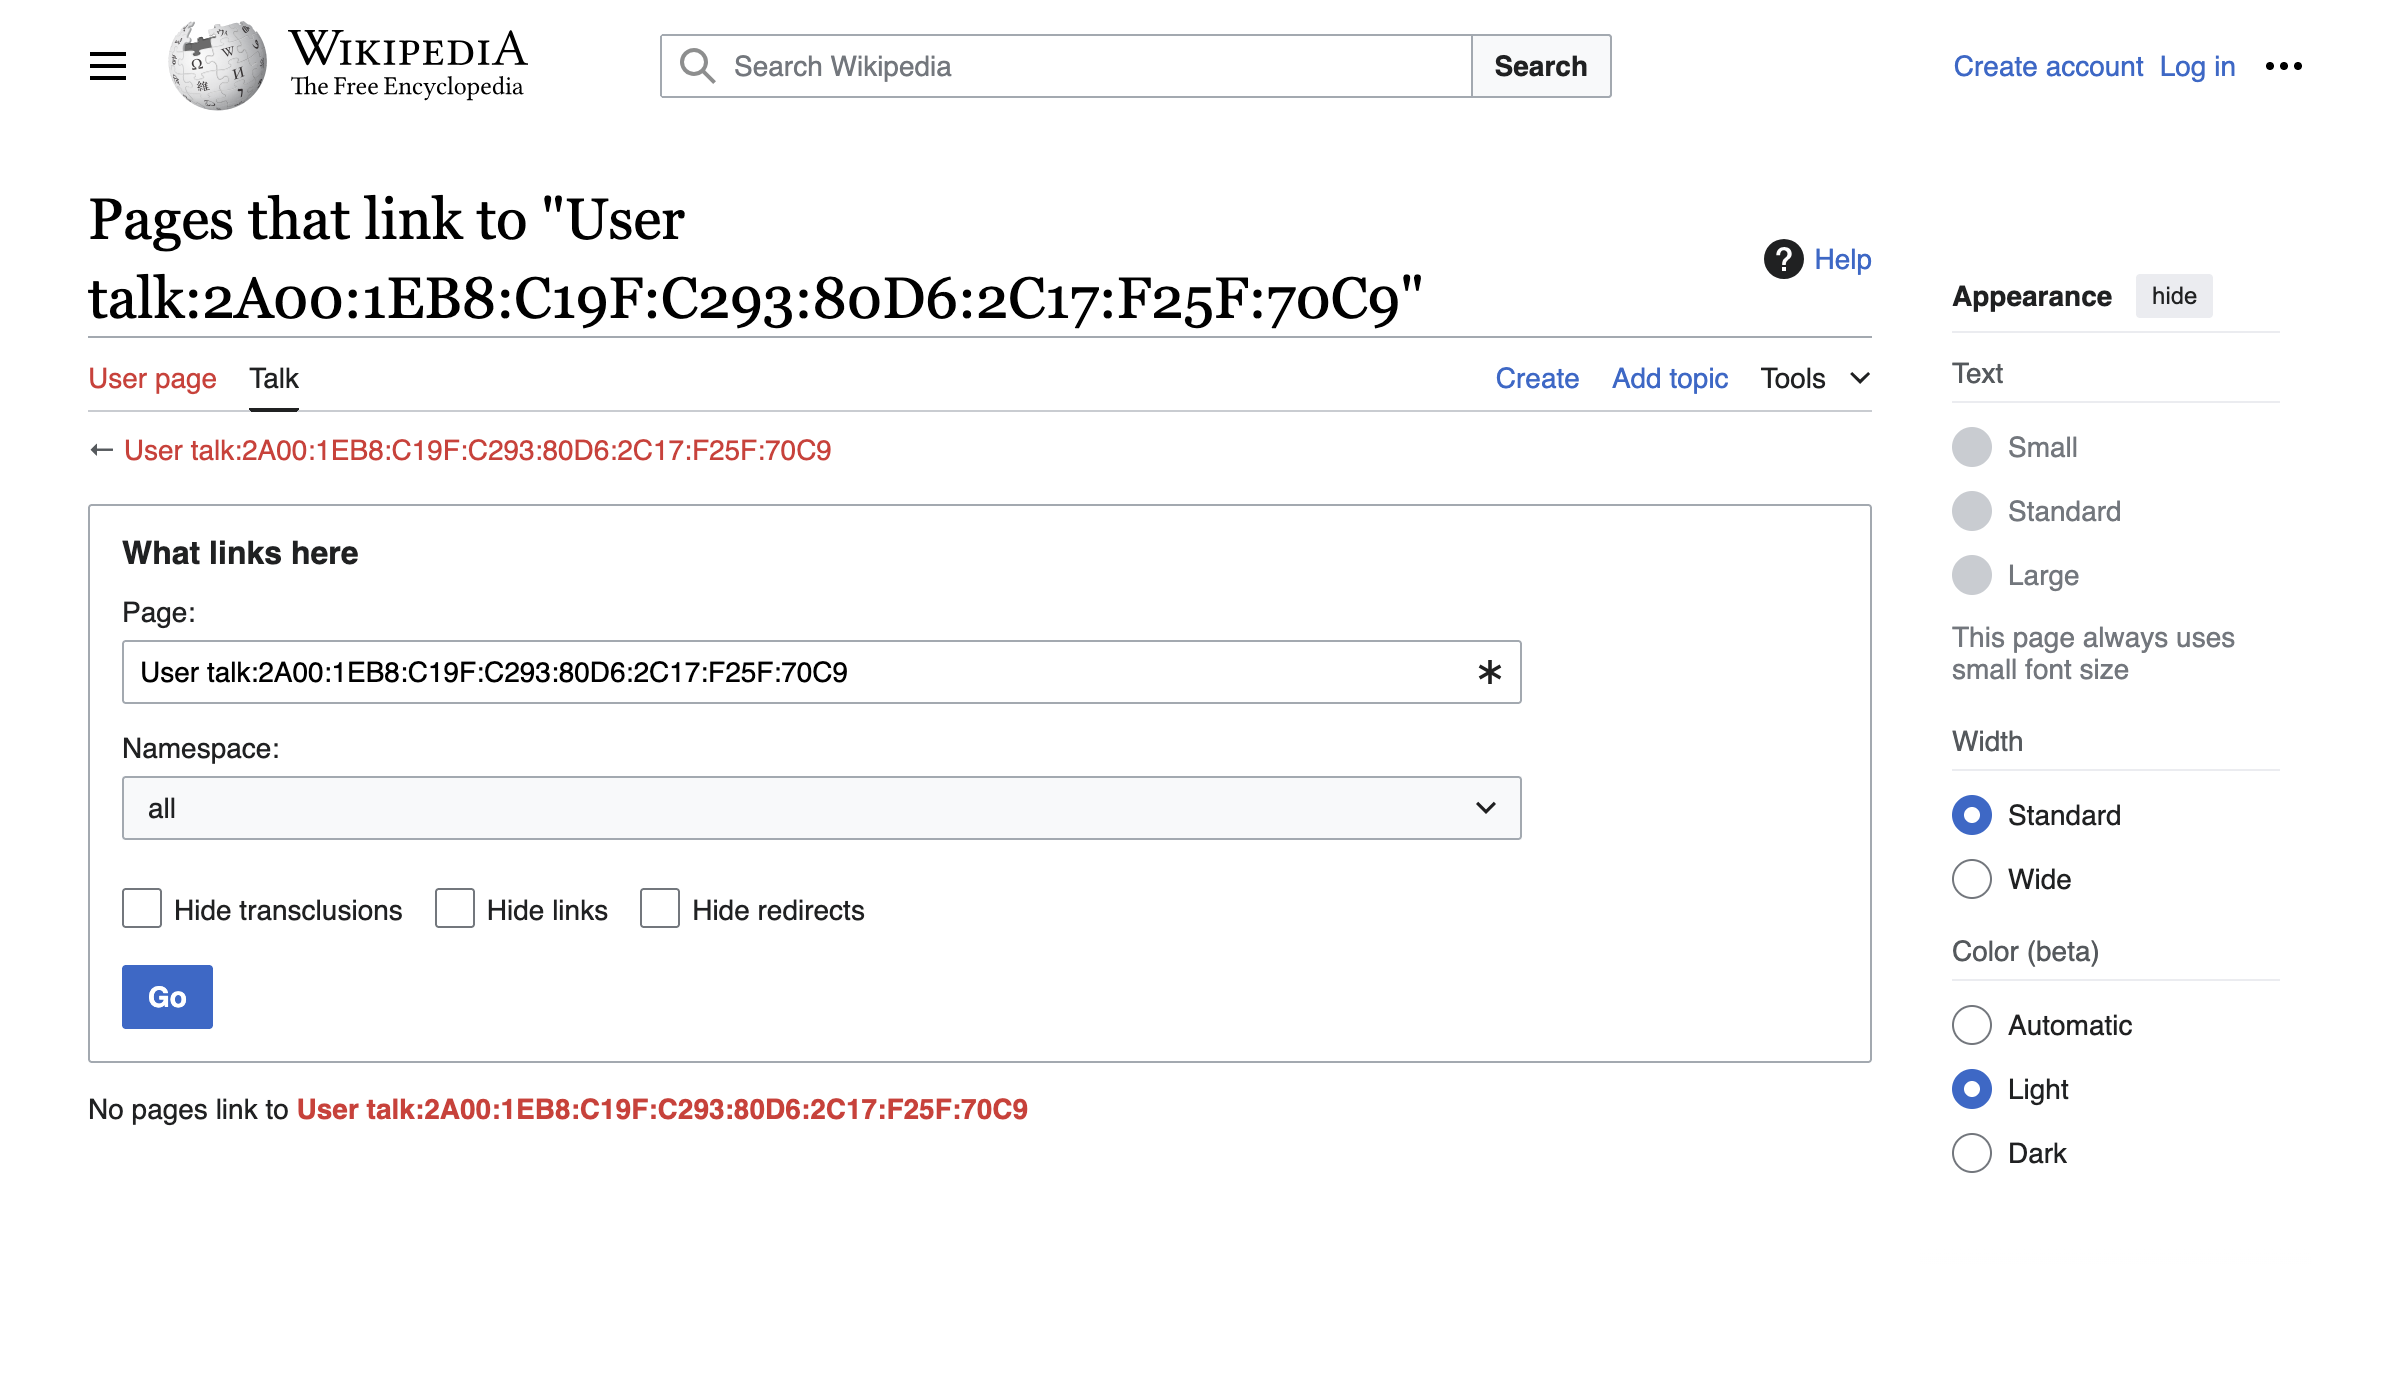 WIKIPEDIA
The Free Encyclopedia
Search Wikipedia
Search
Create account Log in
Pages that link to "User
talk:2A00:1EB8:C19F:C293:80D6:2C17:F25F:70C9"
? Help
User page Talk
Create Add topic Tools
← User talk:2A00:1EB8:C19F:C293:80D6:2C17:F25F:70C9
What links here
Page:
User talk:2A00:1EB8:C19F:C293:80D6:2C17:F25F:70C9 *
Namespace:
all
Hide transclusions Hide links Hide redirects
Go
No pages link to User talk:2A00:1EB8:C19F:C293:80D6:2C17:F25F:70C9
Appearance hide
Text
Small
Standard
Large
This page always uses
small font size
Width
Standard
Wide
Color (beta)
Automatic
Light
Dark